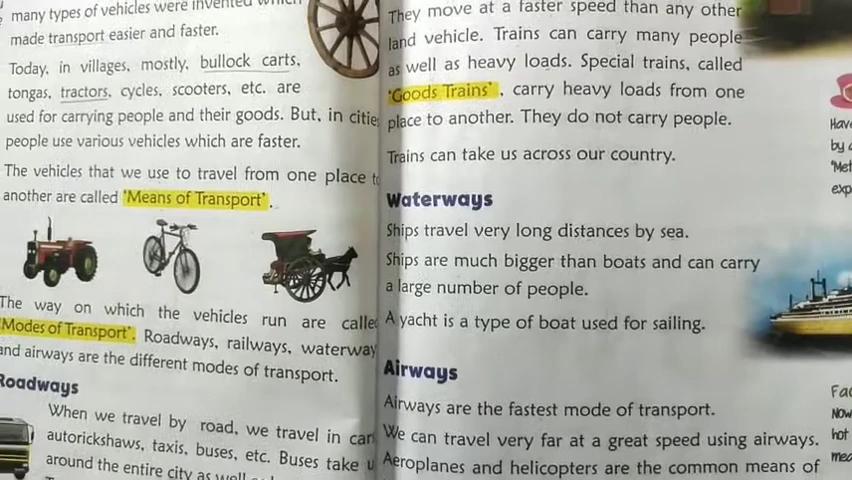 many types of vehicles were invented which
made transport easier and faster.
Today, in villages, mostly, bullock carts,
tongas, tractors, cycles, scooters, etc. are
used for carrying people and their goods. But, in cities
people use various vehicles which are faster.
The vehicles that we use to travel from one place to
another are called 'Means of Transport'.
The way on which the vehicles run are called
'Modes of Transport'. Roadways, railways, waterway
and airways are the different modes of transport.
Roadways
When we travel by road, we travel in car
autorickshaws, taxis, buses, etc. Buses take u
around the entire city as well
They move at a faster speed than any other
land vehicle. Trains can carry many people
as well as heavy loads. Special trains, called
'Goods Trains', carry heavy loads from one
place to another. They do not carry people.
Trains can take us across our country.
Waterways
Ships travel very long distances by sea.
Ships are much bigger than boats and can carry
a large number of people.
A yacht is a type of boat used for sailing.
Airways
Airways are the fastest mode of transport.
We can travel very far at a great speed using airways.
Aeroplanes and helicopters are the common means of
Have
by a
'Met
exp
Fac
Now
hot
mea